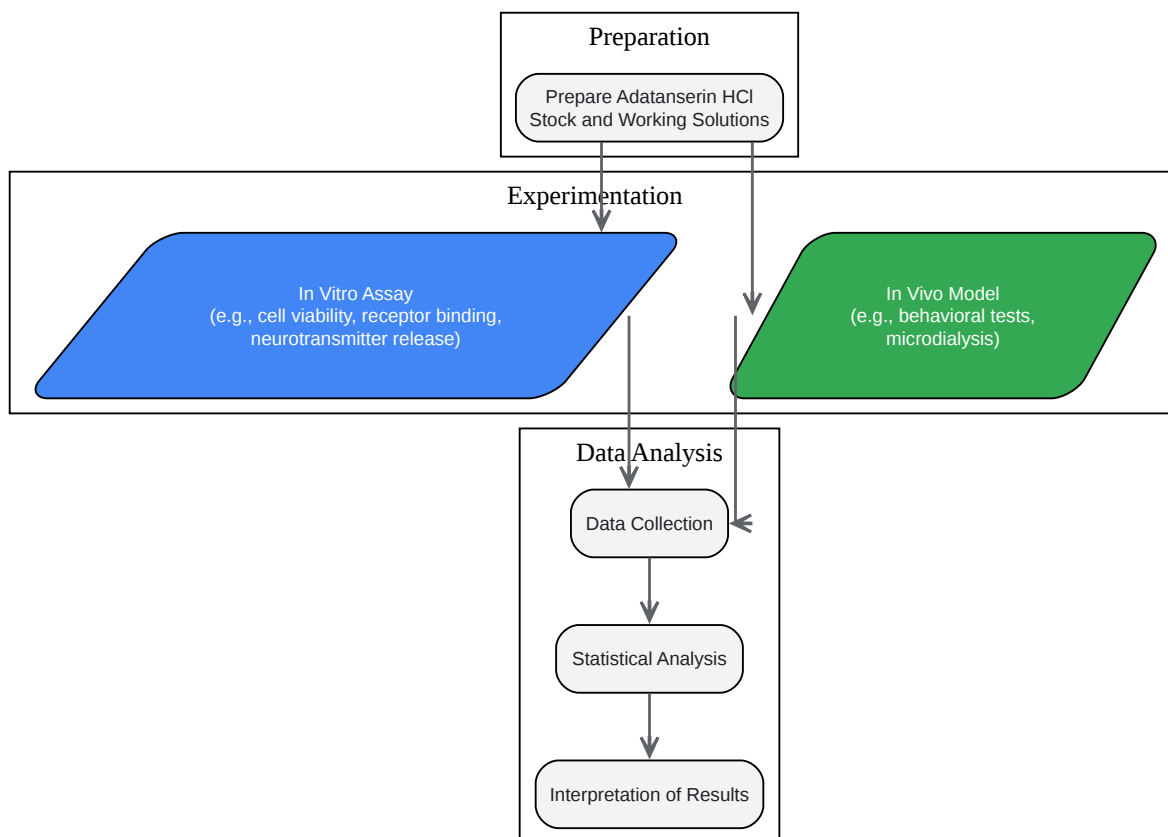 Preparation
Prepare Adatanserin HCl
Stock and Working Solutions
Experimentation
In Vitro Assay
(e.g., cell viability, receptor binding,
neurotransmitter release)
In Vivo Model
(e.g., behavioral tests,
microdialysis)
Data Analysis
Data Collection
Statistical Analysis
Interpretation of Results